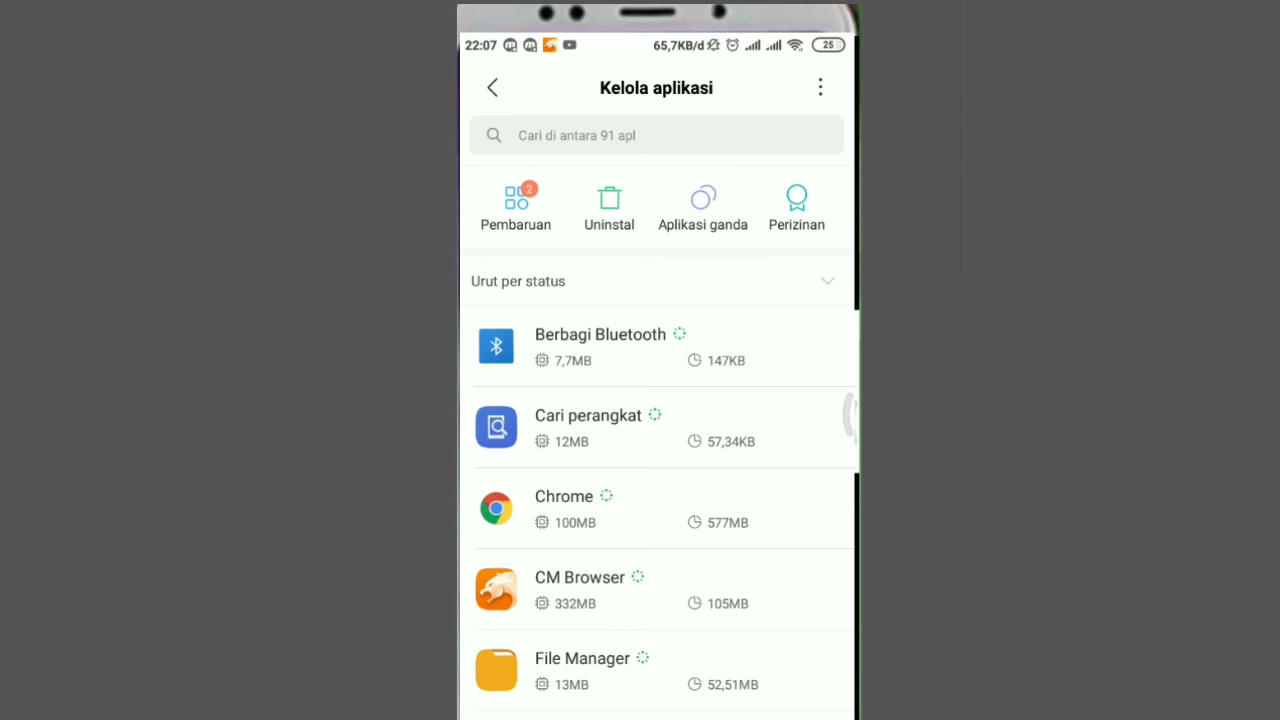 22:07 65,7KB/d 25
Kelola aplikasi
Cari di antara 91 apl
2
Pembaruan Uninstal Aplikasi ganda Perizinan
Urut per status
Berbagi Bluetooth
7,7MB 147KB
Cari perangkat
12MB 57,34KB
Chrome
100MB 577MB
CM Browser
332MB 105MB
File Manager
13MB 52,51MB